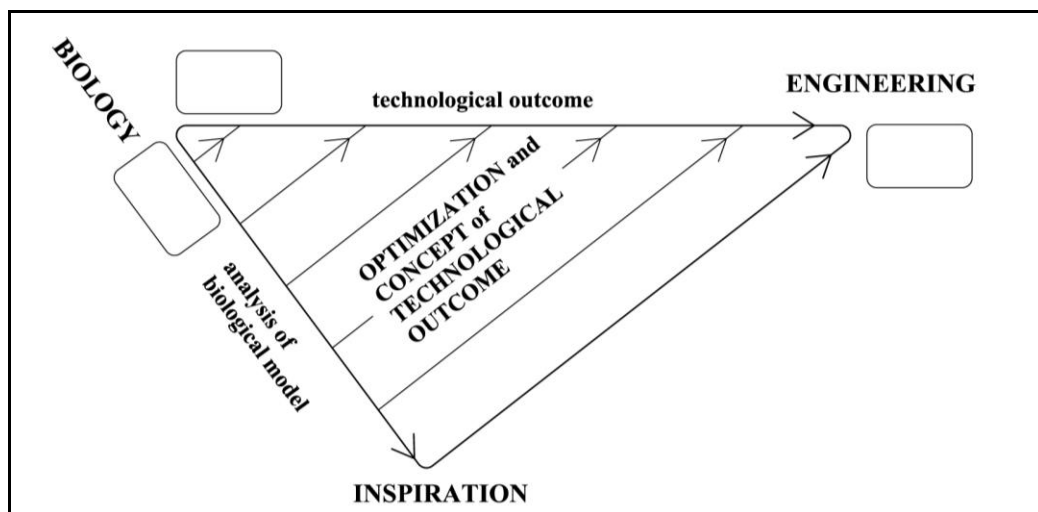 BIOLOGY
technological outcome
ENGINEERING
OPTIMIZATION and
CONCEPT of
TECHNOLOGICAL
OUTCOME
analysis of
biological model
INSPIRATION